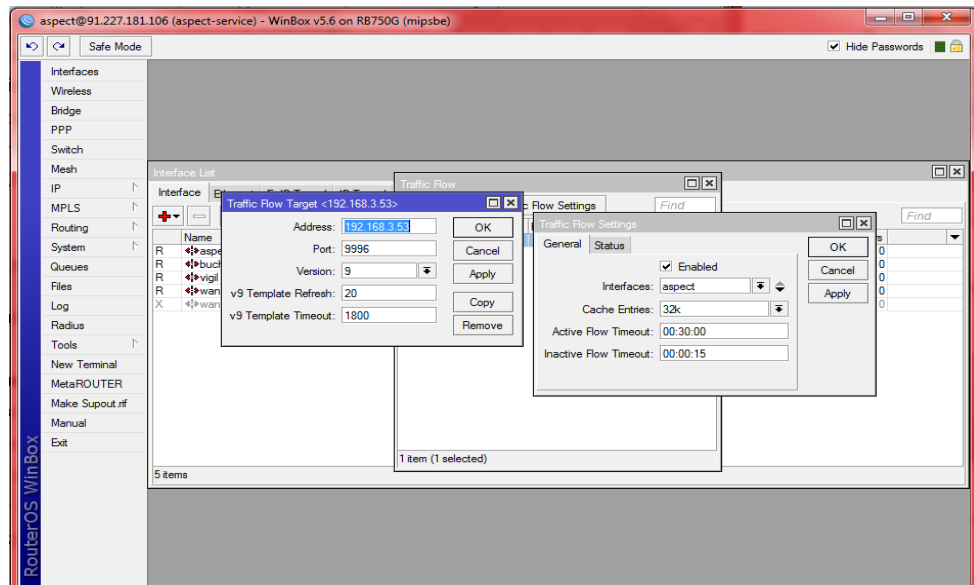 aspect@91.227.181.106 (aspect-service) - WinBox v5.6 on RB750G (mipsbe)
Safe Mode
Hide Passwords
Interfaces
Wireless
Bridge
PPP
Switch
Mesh
IP
MPLS
Routing
System
Queues
Files
Log
Radius
Tools
New Terminal
MetaROUTER
Make Supout.rif
Manual
Exit
RouterOS WinBox
Interface List
Interface
Find
Name
R
R
R
R
X
0
0
0
0
0
5 items
Traffic Flow
Flow Settings
Find
1 item (1 selected)
Traffic Flow Target <192.168.3.53>
Address: 192.168.3.53
Port: 9996
Version: 9
v9 Template Refresh: 20
v9 Template Timeout: 1800
OK
Cancel
Apply
Copy
Remove
Traffic Flow Settings
General Status
Enabled
Interfaces: aspect
Cache Entries: 32k
Active Flow Timeout: 00:30:00
Inactive Flow Timeout: 00:00:15
OK
Cancel
Apply